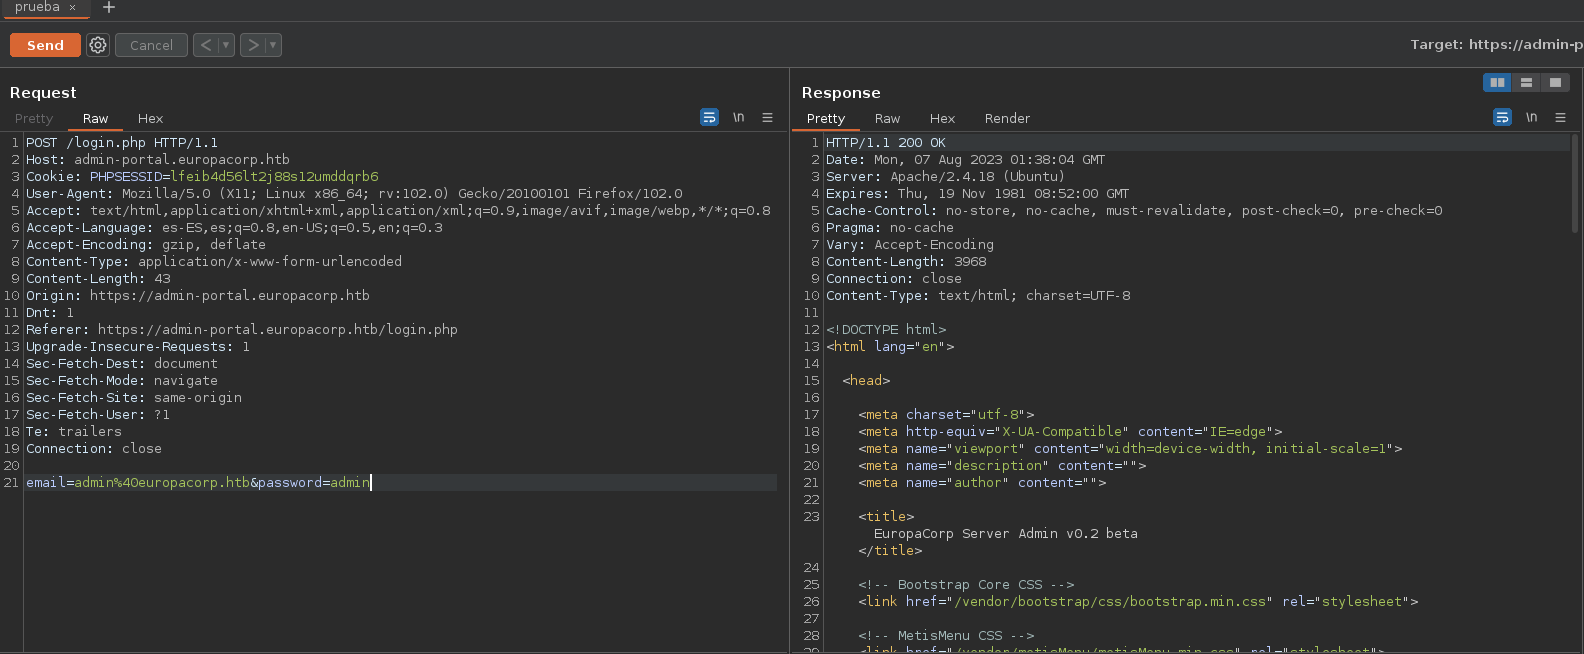 prueba × +
Send Cancel < >
Target: https://admin-p
Request
Pretty Raw Hex \n
1 POST /login.php HTTP/1.1
2 Host: admin-portal.europacorp.htb
3 Cookie: PHPSESSID=lfeib4d56lt2j88s12umddqrb6
4 User-Agent: Mozilla/5.0 (X11; Linux x86_64; rv:102.0) Gecko/20100101 Firefox/102.0
5 Accept: text/html,application/xhtml+xml,application/xml;q=0.9,image/avif,image/webp,*/*;q=0.8
6 Accept-Language: es-ES,es;q=0.8,en-US;q=0.5,en;q=0.3
7 Accept-Encoding: gzip, deflate
8 Content-Type: application/x-www-form-urlencoded
9 Content-Length: 43
10 Origin: https://admin-portal.europacorp.htb
11 Dnt: 1
12 Referer: https://admin-portal.europacorp.htb/login.php
13 Upgrade-Insecure-Requests: 1
14 Sec-Fetch-Dest: document
15 Sec-Fetch-Mode: navigate
16 Sec-Fetch-Site: same-origin
17 Sec-Fetch-User: ?1
18 Te: trailers
19 Connection: close
20
21 email=admin%40europacorp.htb&password=admin
Response
Pretty Raw Hex Render \n
1 HTTP/1.1 200 OK
2 Date: Mon, 07 Aug 2023 01:38:04 GMT
3 Server: Apache/2.4.18 (Ubuntu)
4 Expires: Thu, 19 Nov 1981 08:52:00 GMT
5 Cache-Control: no-store, no-cache, must-revalidate, post-check=0, pre-check=0
6 Pragma: no-cache
7 Vary: Accept-Encoding
8 Content-Length: 3968
9 Connection: close
10 Content-Type: text/html; charset=UTF-8
11
12 <!DOCTYPE html>
13 <html lang="en">
14
15 <head>
16
17 <meta charset="utf-8">
18 <meta http-equiv="X-UA-Compatible" content="IE=edge">
19 <meta name="viewport" content="width=device-width, initial-scale=1">
20 <meta name="description" content="">
21 <meta name="author" content="">
22
23 <title>
EuropaCorp Server Admin v0.2 beta
</title>
24
25 <!-- Bootstrap Core CSS -->
26 <link href="/vendor/bootstrap/css/bootstrap.min.css" rel="stylesheet">
27
28 <!-- MetisMenu CSS -->
29 <link href="/vendor/metisMenu/metisMenu.min.css" rel="stylesheet">